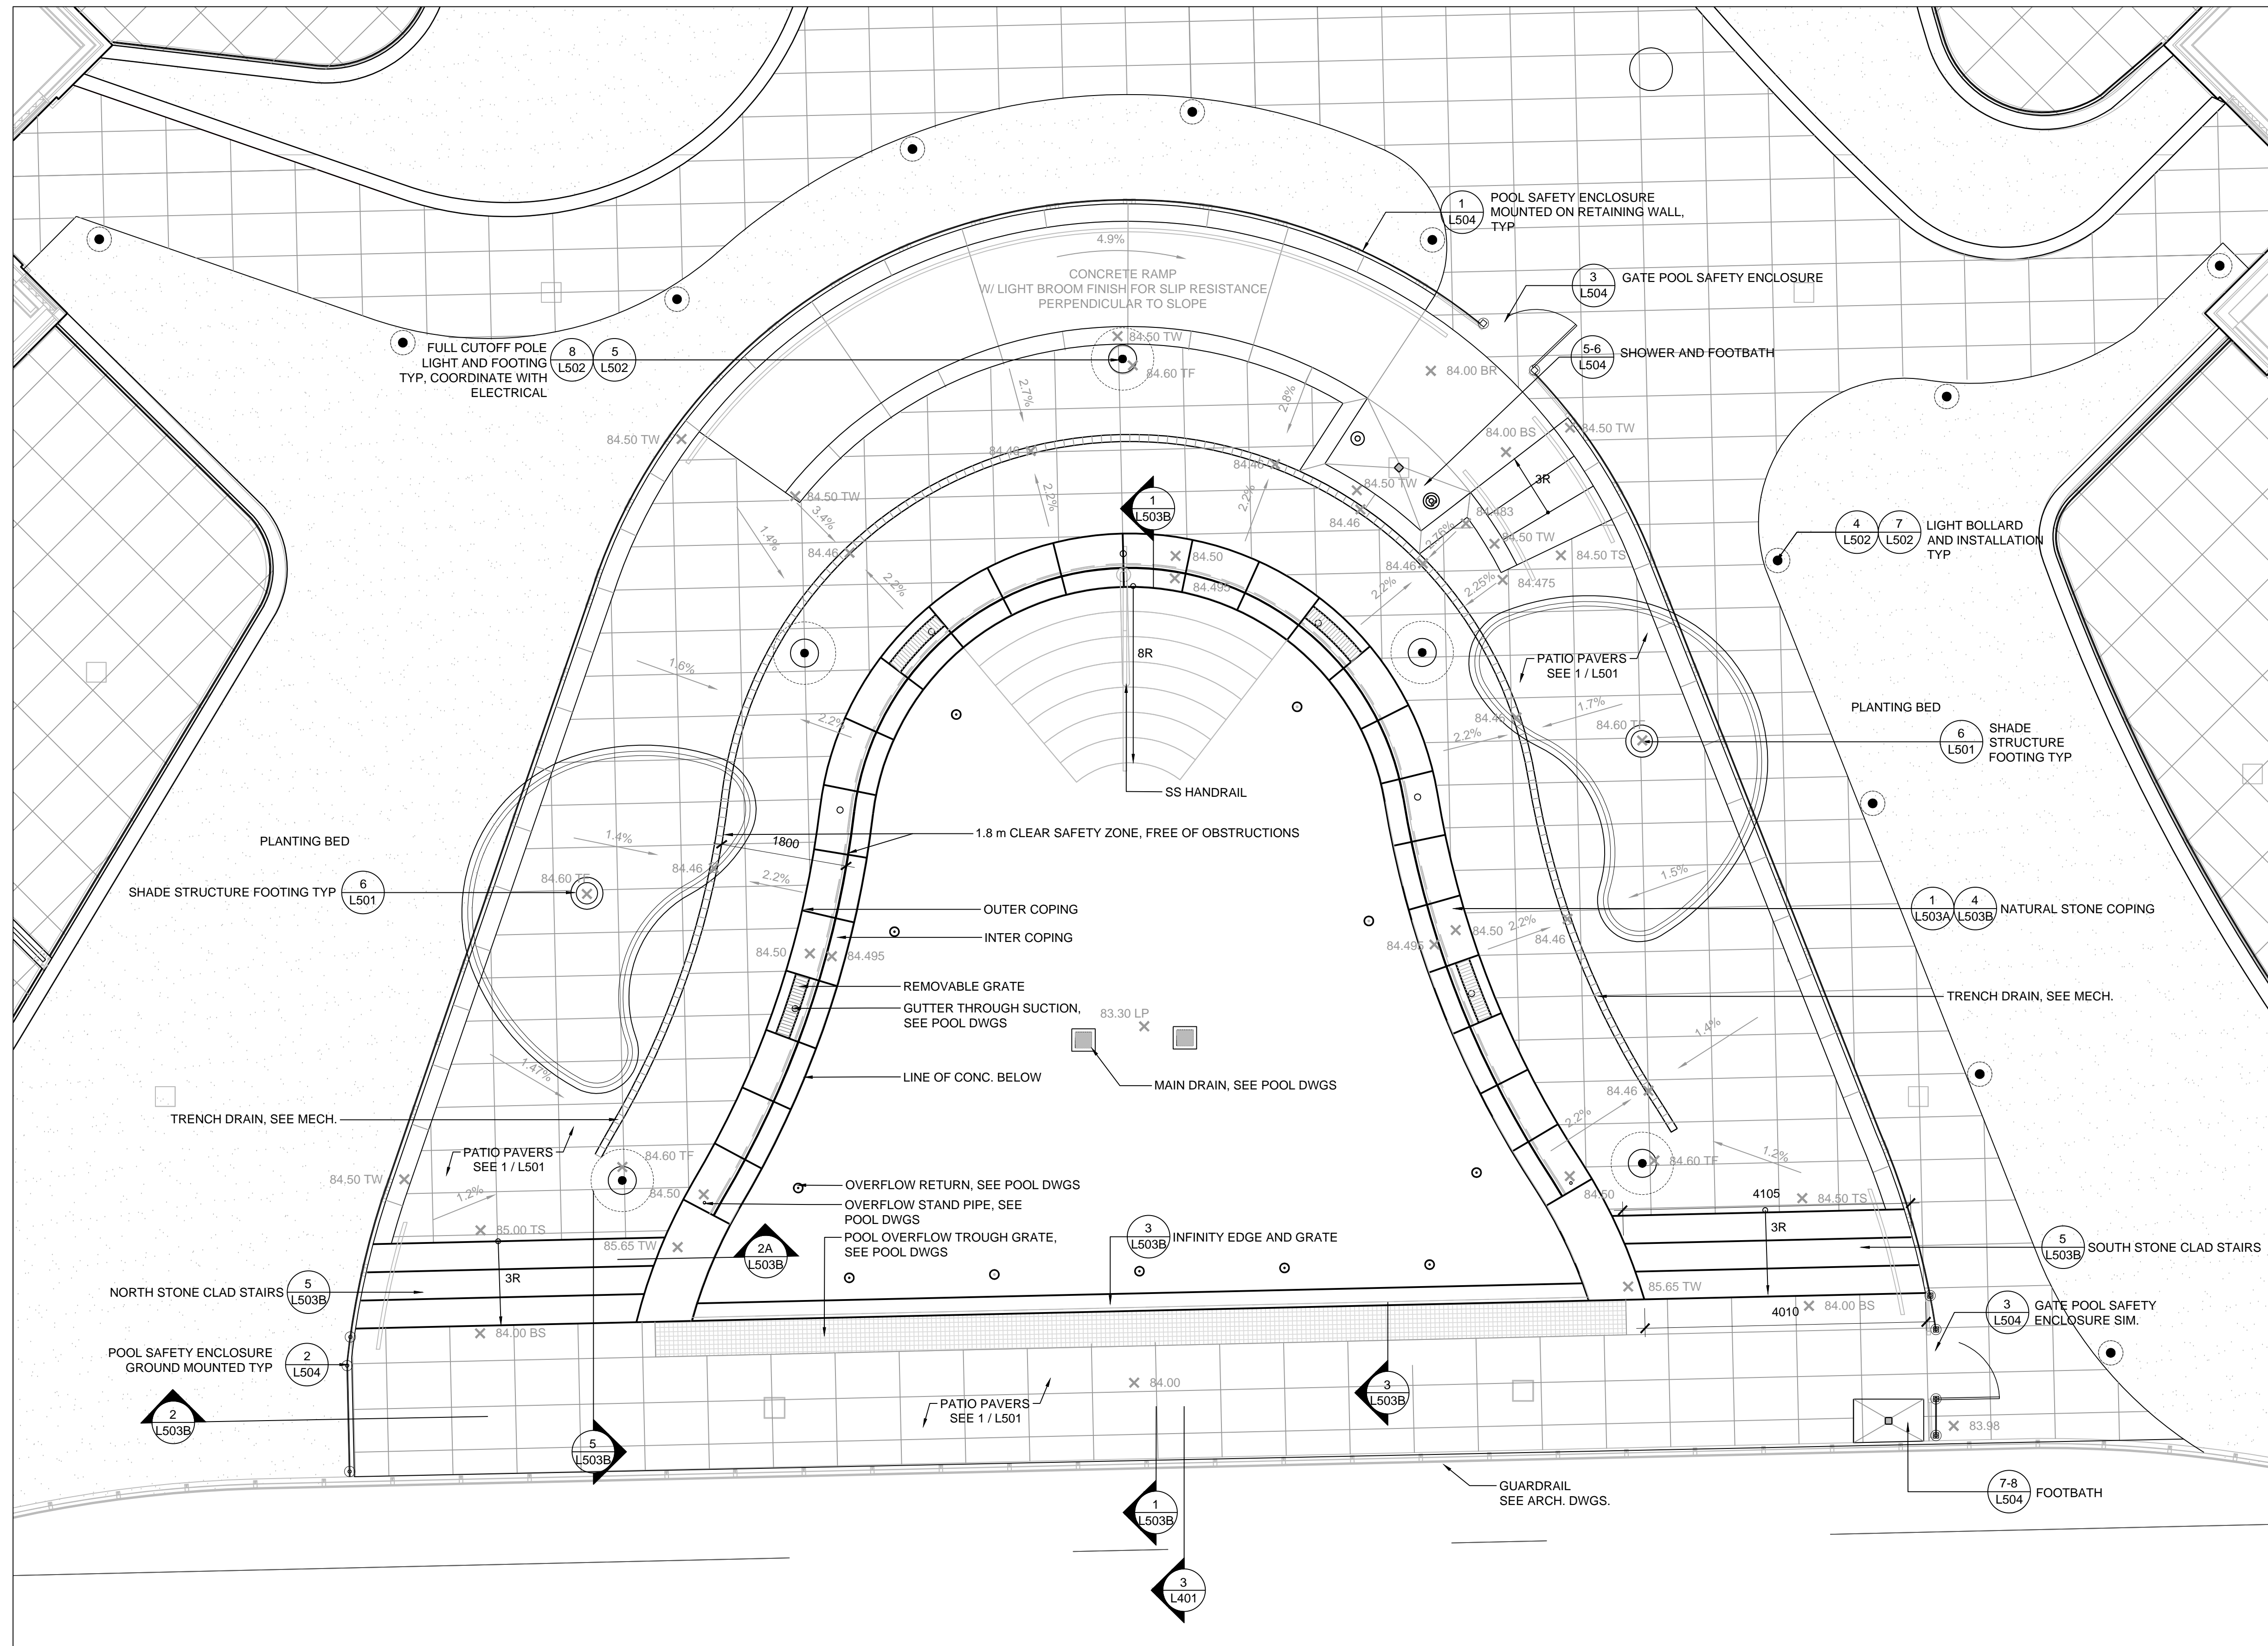 1
L504
POOL SAFETY ENCLOSURE
MOUNTED ON RETAINING WALL,
TYP
4.9%
CONCRETE RAMP
W/ LIGHT BROOM FINISH FOR SLIP RESISTANCE
PERPENDICULAR TO SLOPE
3
L504
GATE POOL SAFETY ENCLOSURE
FULL CUTOFF POLE
LIGHT AND FOOTING
TYP, COORDINATE WITH
ELECTRICAL
8
L502
5
L502
84.50 TW
84.60 TF
5-6
L504
SHOWER AND FOOTBATH
84.00 BR
2.7%
2.8%
84.50 TW
84.00 BS
84.50 TW
84.46
3R
84.50 TW
84.50 TW
3.4%
1.4%
2.2%
2.2%
1
L503B
84.46
84.483
2.76%
84.50 TW
84.46
2.2%
84.50
84.495
84.46
84.50 TS
2.25%
84.475
2.2%
4
L502
7
L502
LIGHT BOLLARD
AND INSTALLATION
TYP
8R
1.6%
2.2%
PATIO PAVERS
SEE 1 / L501
1.7%
84.46
84.60 TF
2.2%
PLANTING BED
6
L501
SHADE
STRUCTURE
FOOTING TYP
SS HANDRAIL
1.8 m CLEAR SAFETY ZONE, FREE OF OBSTRUCTIONS
1800
PLANTING BED
1.4%
84.46
84.60 TF
2.2%
SHADE STRUCTURE FOOTING TYP
6
L501
1.5%
OUTER COPING
INTER COPING
1
L503A
4
L503B
NATURAL STONE COPING
84.50
84.495
84.495
84.50
2.2%
84.46
REMOVABLE GRATE
GUTTER THROUGH SUCTION,
SEE POOL DWGS
83.30 LP
TRENCH DRAIN, SEE MECH.
1.4%
1.47%
LINE OF CONC. BELOW
MAIN DRAIN, SEE POOL DWGS
84.46
TRENCH DRAIN, SEE MECH.
2.2%
PATIO PAVERS
SEE 1 / L501
84.60 TF
1.2%
84.60 TF
84.50 TW
1.2%
84.50
OVERFLOW RETURN, SEE POOL DWGS
OVERFLOW STAND PIPE, SEE
POOL DWGS
84.50
4105
84.50 TS
85.00 TS
85.65 TW
2A
L503B
POOL OVERFLOW TROUGH GRATE,
SEE POOL DWGS
3
L503B
INFINITY EDGE AND GRATE
3R
5
L503B
SOUTH STONE CLAD STAIRS
NORTH STONE CLAD STAIRS
5
L503B
3R
85.65 TW
84.00 BS
4010
84.00 BS
3
L504
GATE POOL SAFETY
ENCLOSURE SIM.
POOL SAFETY ENCLOSURE
GROUND MOUNTED TYP
2
L504
84.00
PATIO PAVERS
SEE 1 / L501
3
L503B
2
L503B
83.98
5
L503B
GUARDRAIL
SEE ARCH. DWGS.
7-8
L504
FOOTBATH
1
L503B
3
L401